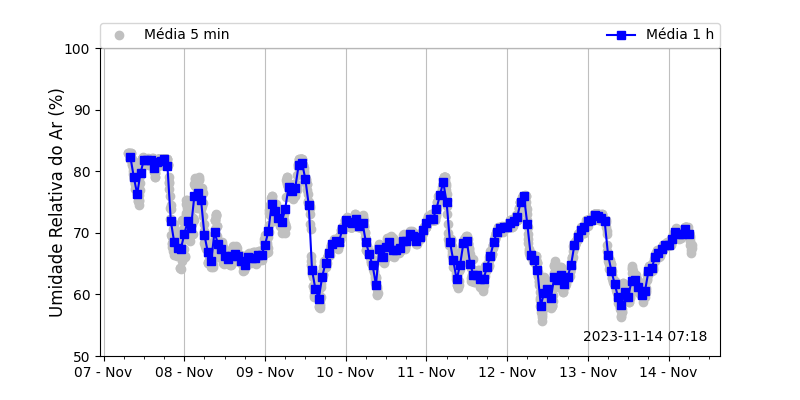 Média 5 min
Média 1 h
Umidade Relativa do Ar (%)
100
90
80
70
60
50
2023-11-14 07:18
07 - Nov
08 - Nov
09 - Nov
10 - Nov
11 - Nov
12 - Nov
13 - Nov
14 - Nov